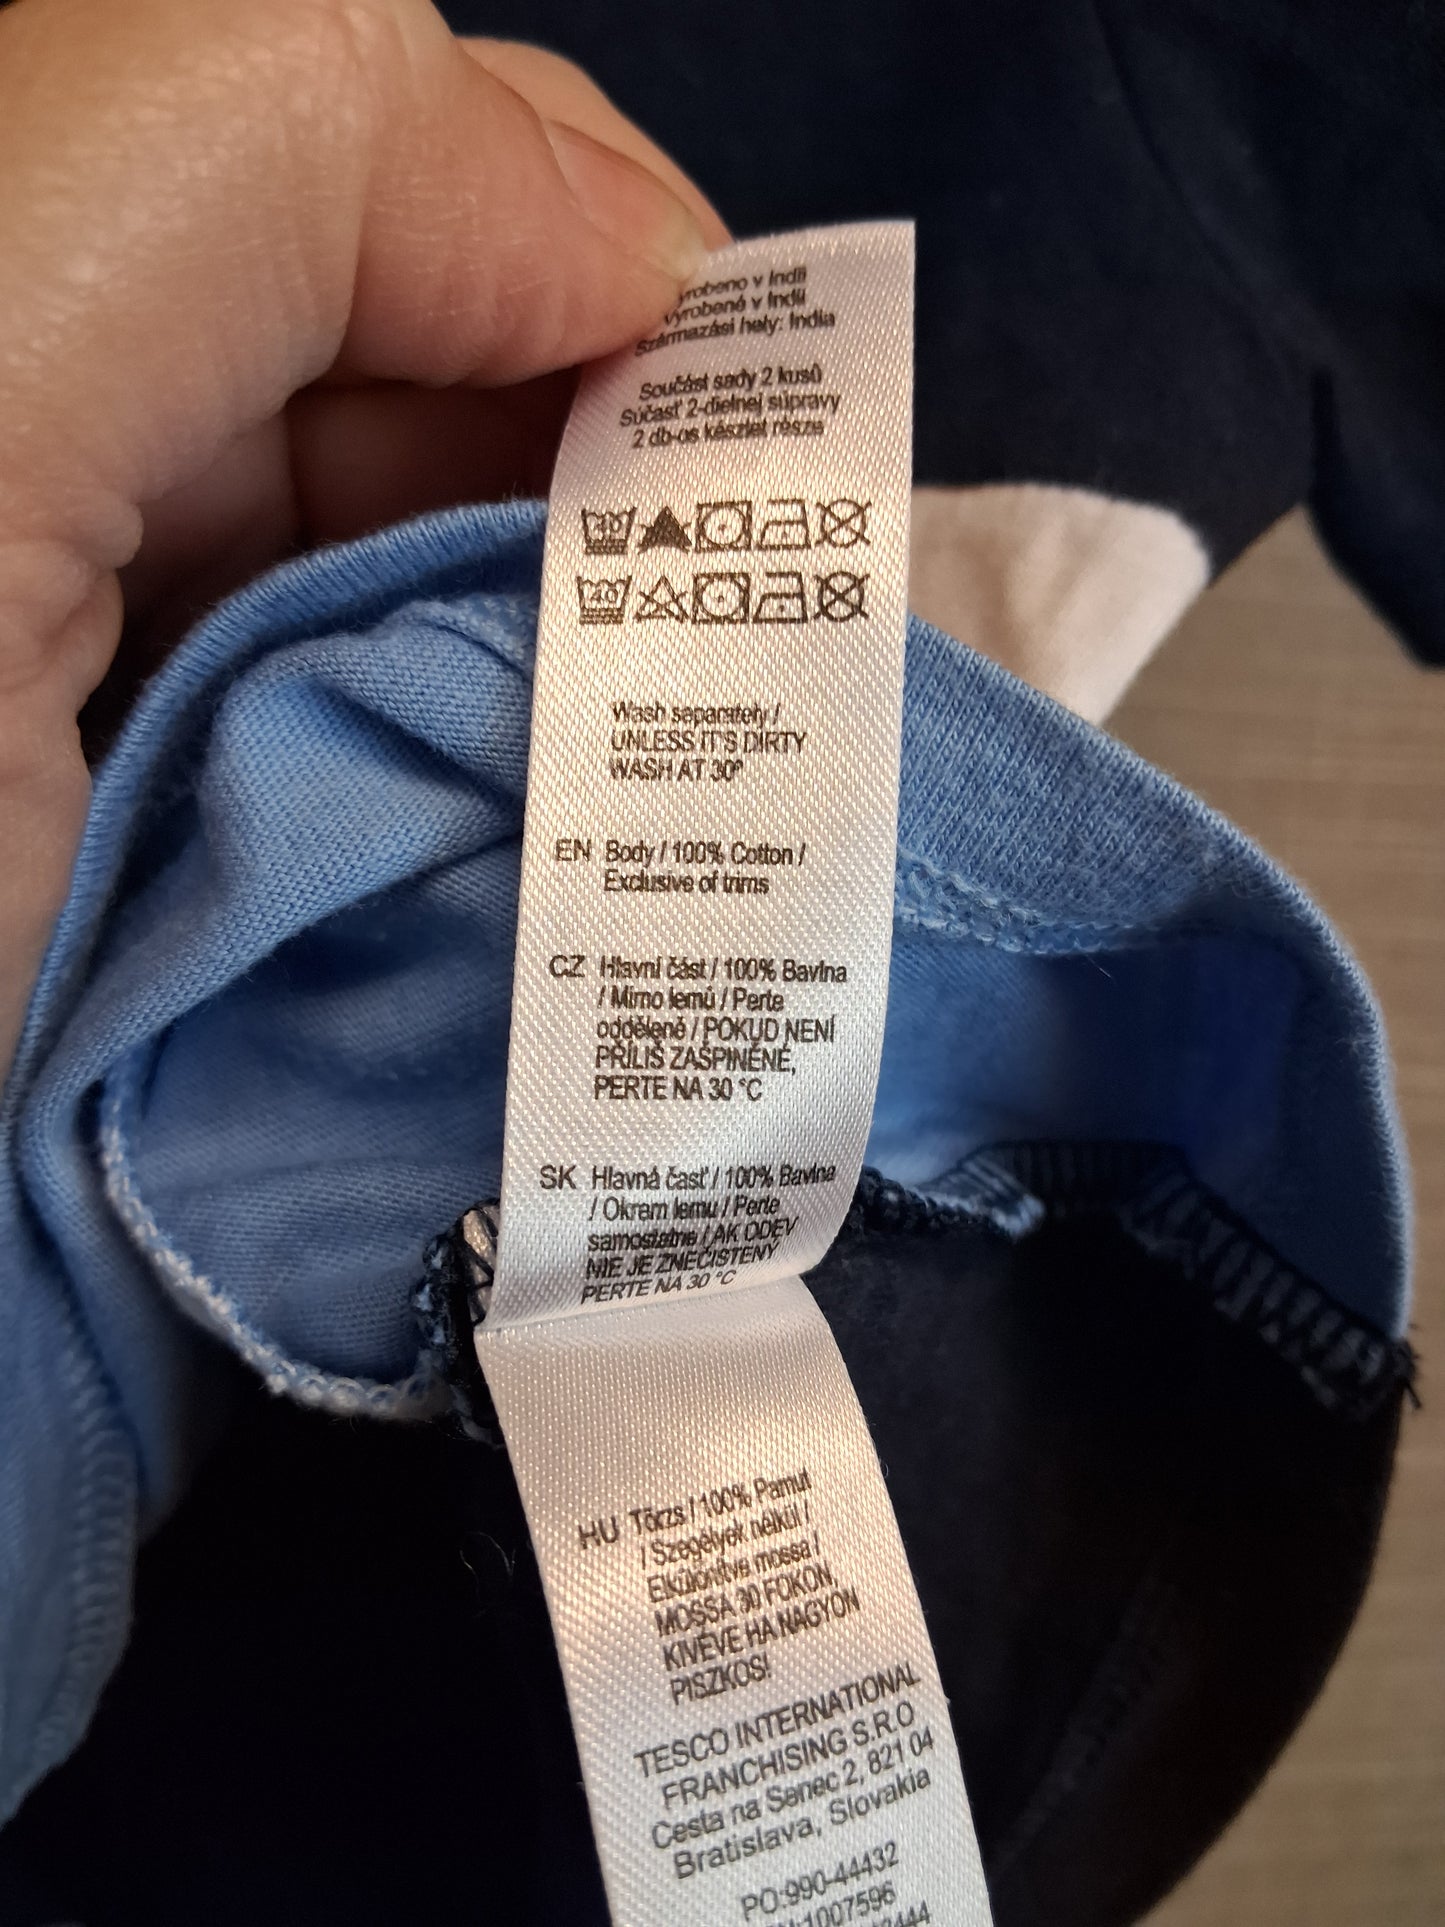 v Indii
Vyrobené v Indii
Származási hely: India
Součást sady 2 kusů
Súčasť 2-dielnej súpravy
2 db-os készlet része
40
Wash separately /
UNLESS IT'S DIRTY
WASH AT 30°
EN Body / 100% Cotton /
Exclusive of trims
CZ Hlavní část / 100% Bavlna
/ Mimo lemů / Perte
odděleně / POKUD NENÍ
PŘÍLIŠ ZAŠPINĚNÉ,
PERTE NA 30 °C
SK Hlavná časť / 100% Bavlna
/ Okrem lemu / Perte
samostatne / AK ODEV
NIE JE ZNEČISTENÝ
PERTE NA 30 °C
HU Törzs / 100% Pamut
/ Szegélyek nélkül /
Elkülönítve mossa /
MOSSA 30 FOKON
KIVÉVE HA NAGYON
PISZKOS!
TESCO INTERNATIONAL
FRANCHISING S.R.O
Cesta na Senec 2, 821 04
Bratislava, Slovakia
PO:990-44432
1007596